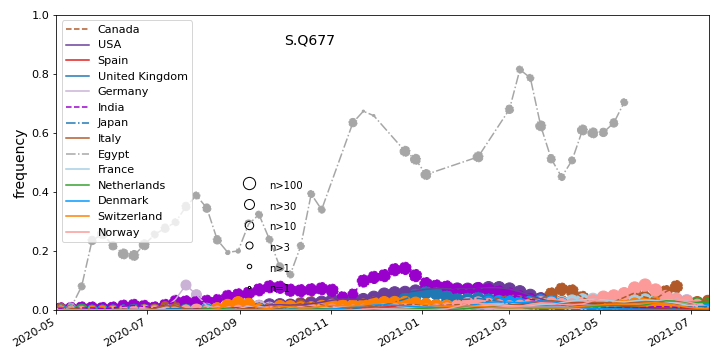 S.Q677
frequency
1.0
0.8
0.6
0.4
0.2
0.0
Canada
USA
Spain
United Kingdom
Germany
India
Japan
Italy
Egypt
France
Netherlands
Denmark
Switzerland
Norway
n>100
n>30
n>10
n>3
n>1
n=1
2020-05
2020-07
2020-09
2020-11
2021-01
2021-03
2021-05
2021-07